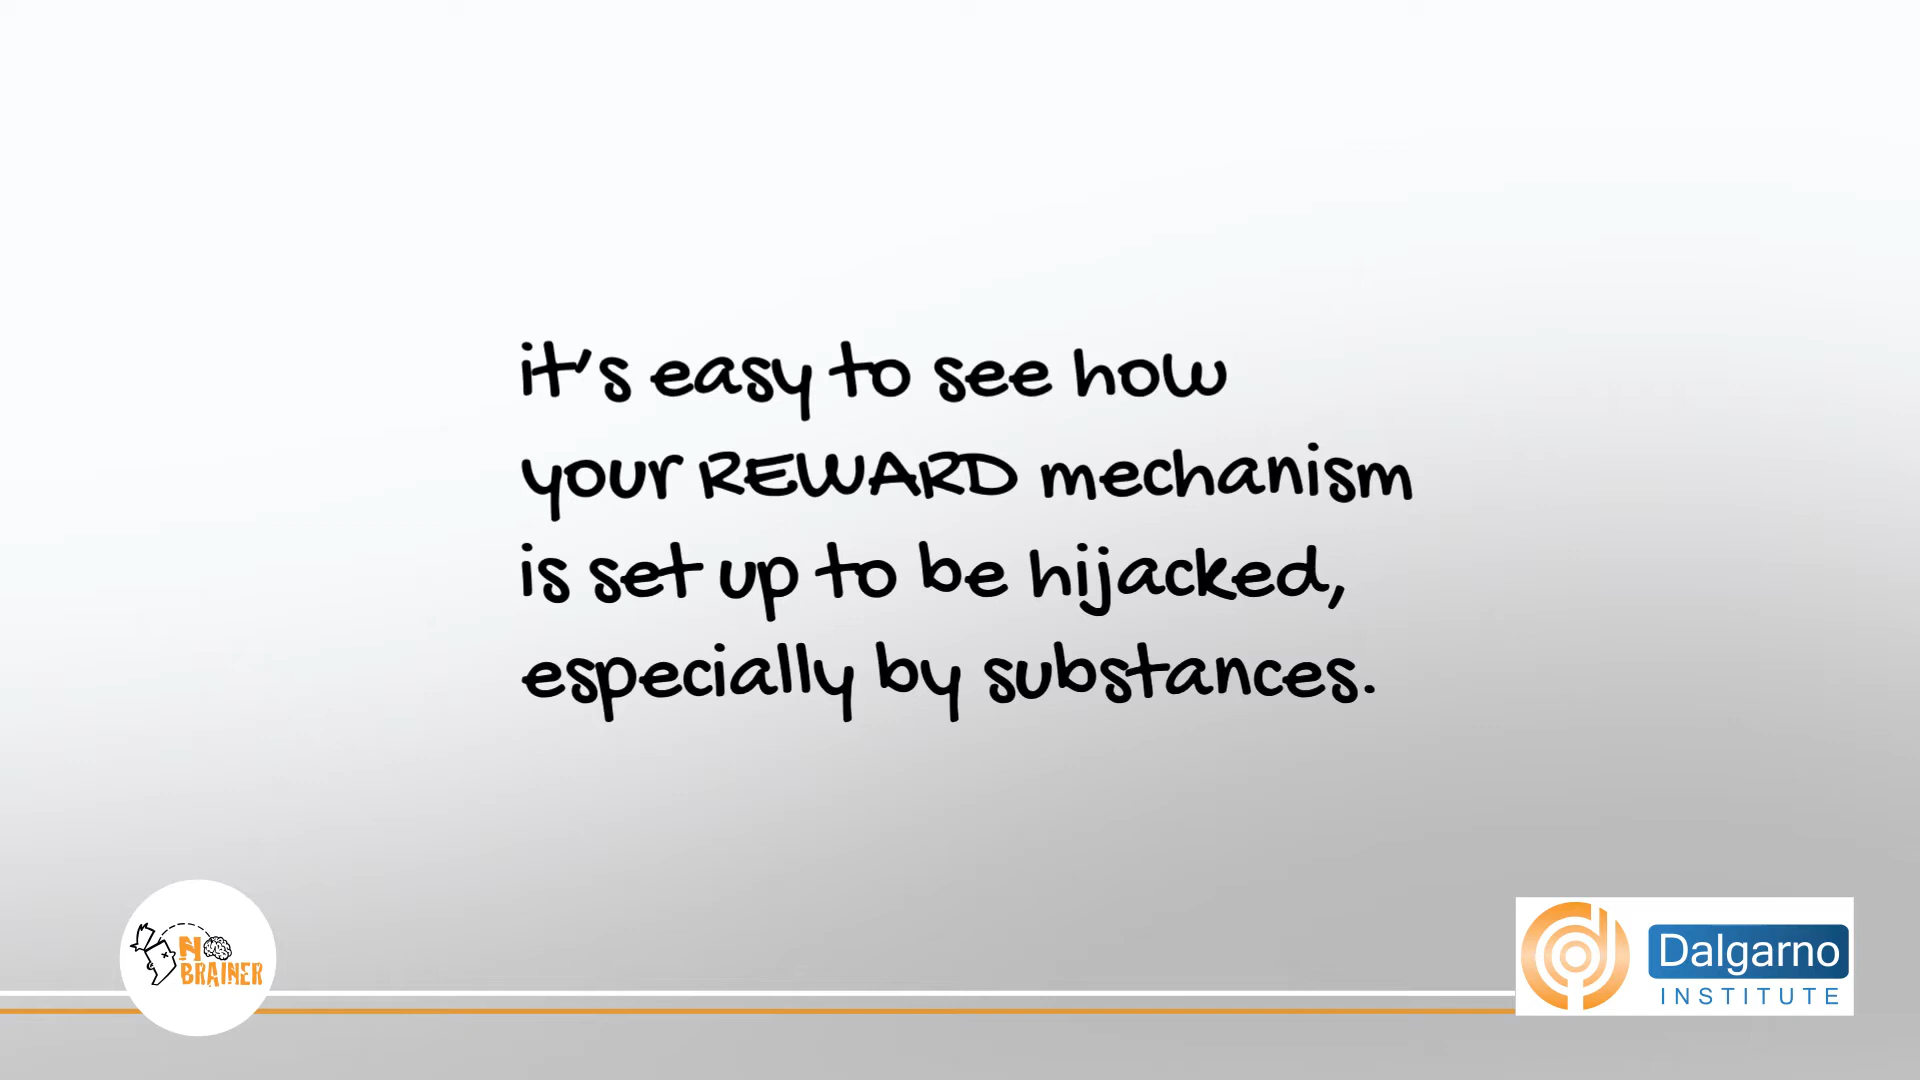 it's easy to see how
your REWARD mechanism
is set up to be hijacked,
especially by substances.
NO
BRAINER
Dalgarno
INSTITUTE